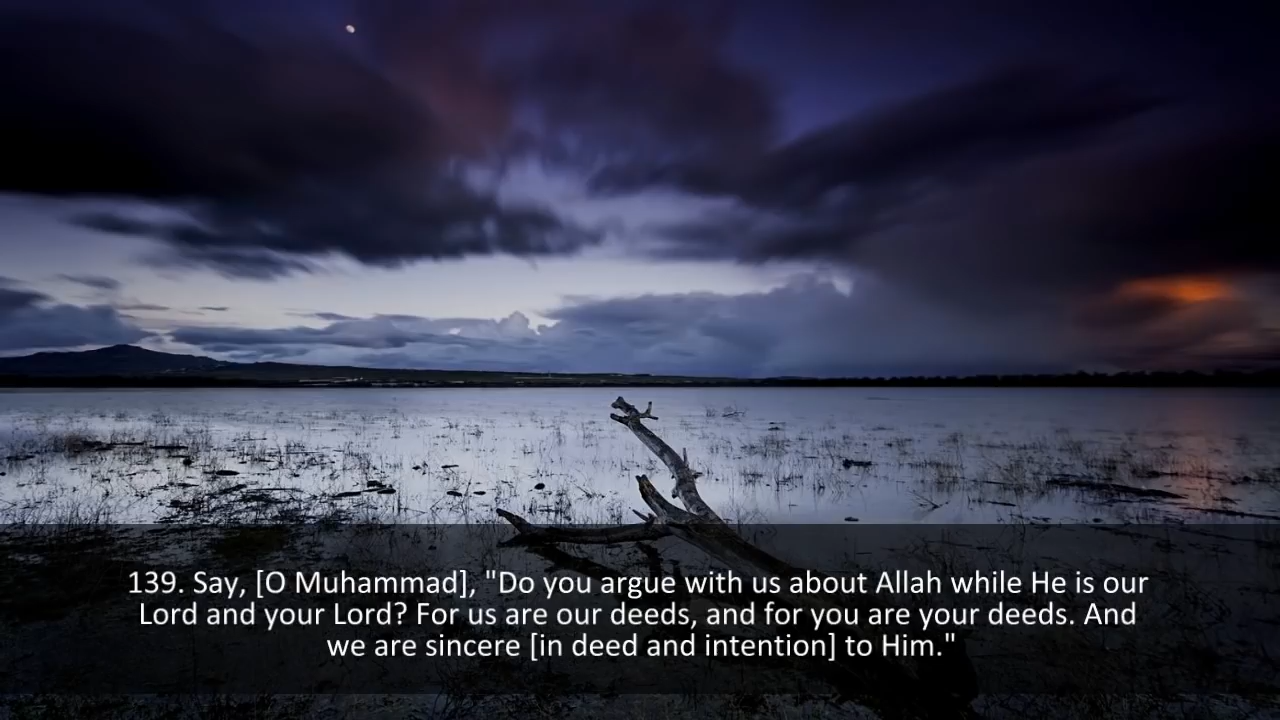 139. Say, [O Muhammad], "Do you argue with us about Allah while He is our
Lord and your Lord? For us are our deeds, and for you are your deeds. And
we are sincere [in deed and intention] to Him."